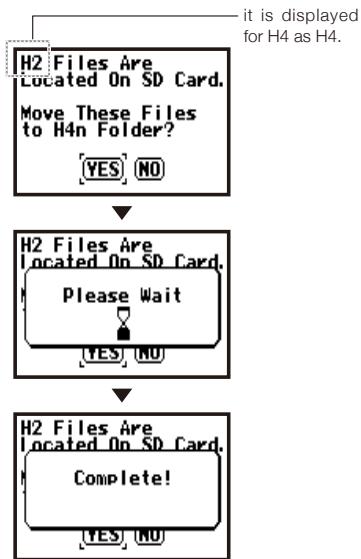 it is displayed
for H4 as H4.
H2 Files Are
Located On SD Card.
Move These Files
to H4n Folder?
YES NO
H2 Files Are
Located On SD Card.
Please Wait
YES NO
H2 Files Are
Located On SD Card.
Complete!
YES NO